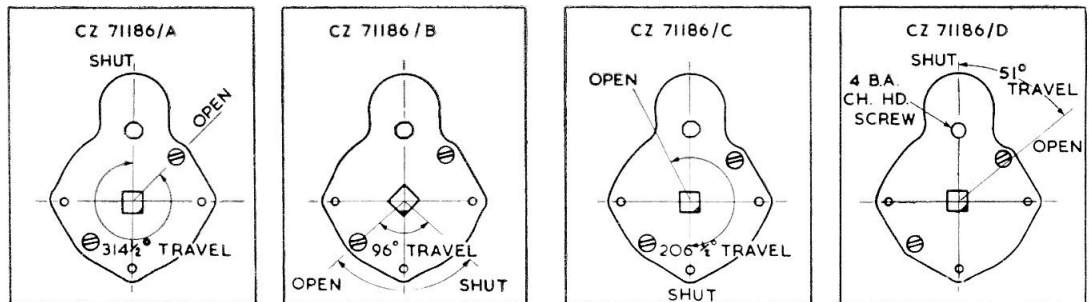 CZ 71186/A
SHUT
OPEN
314½° TRAVEL
CZ 71186/B
96° TRAVEL
OPEN
SHUT
CZ 71186/C
OPEN
206½° TRAVEL
SHUT
CZ 71186/D
SHUT
51°
TRAVEL
4 B.A.
CH. HD.
SCREW
OPEN